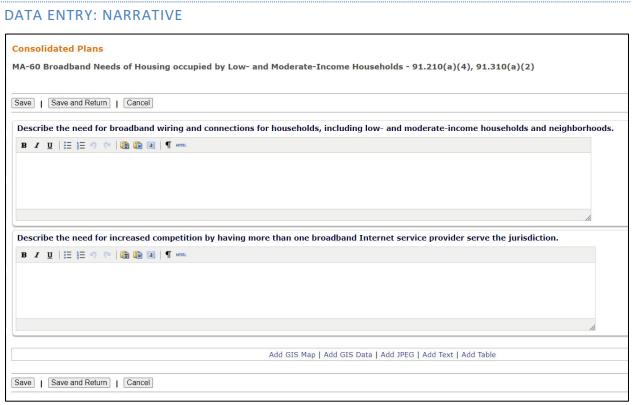 DATA ENTRY: NARRATIVE
Consolidated Plans
MA-60 Broadband Needs of Housing occupied by Low- and Moderate-Income Households - 91.210(a)(4), 91.310(a)(2)
Save | Save and Return | Cancel
Describe the need for broadband wiring and connections for households, including low- and moderate-income households and neighborhoods.
B I U ¶ HTML
Describe the need for increased competition by having more than one broadband Internet service provider serve the jurisdiction.
B I U ¶ HTML
Add GIS Map | Add GIS Data | Add JPEG | Add Text | Add Table
Save | Save and Return | Cancel